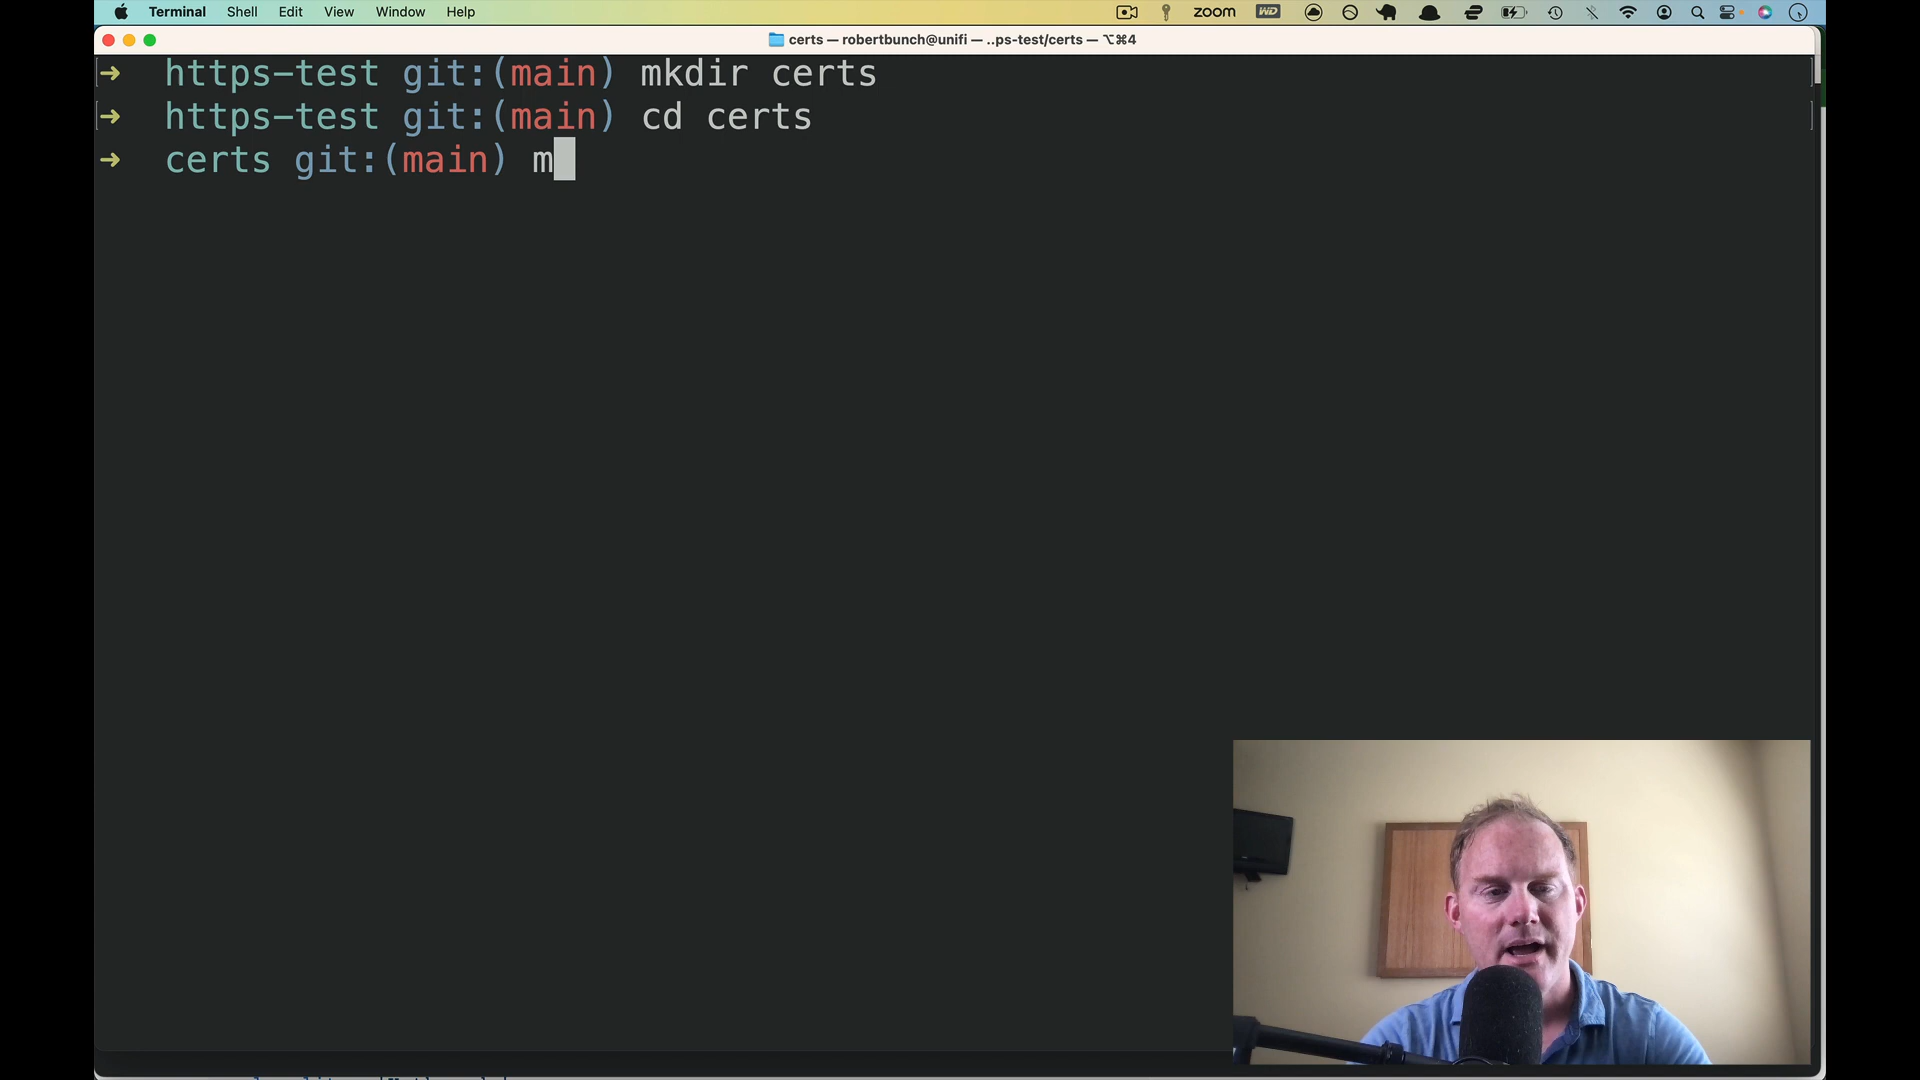 Terminal Shell Edit View Window Help zoom WD
certs — robertbunch@unifi — ..ps-test/certs — ⌥⌘4
➜ https-test git:(main) mkdir certs
➜ https-test git:(main) cd certs
➜ certs git:(main) m